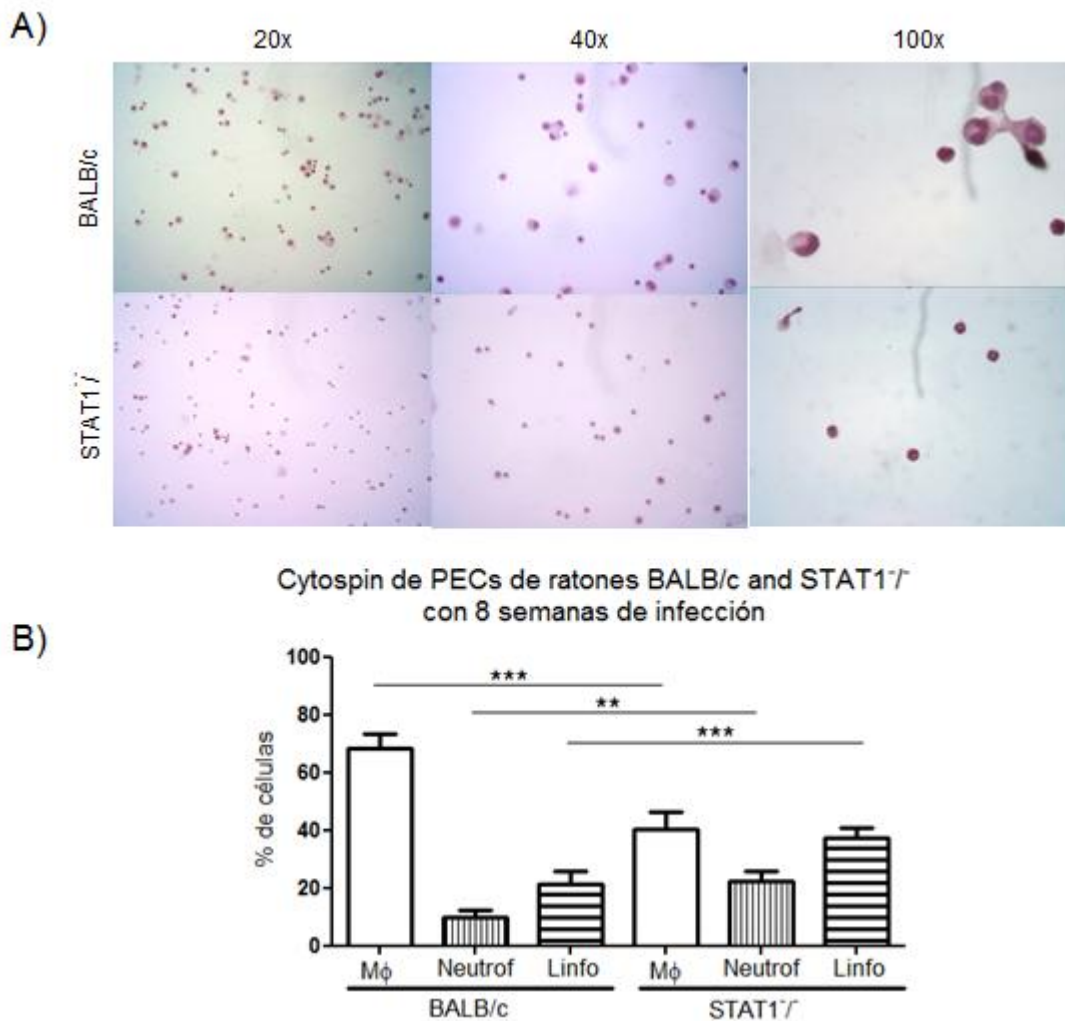 A)
20x 40x 100x
BALB/c
STAT1⁻/⁻
Cytospin de PECs de ratones BALB/c and STAT1⁻/⁻
con 8 semanas de infección
B)
% de células
100
80
60
40
20
0
***
**
***
Mϕ Neutrof Linfo Mϕ Neutrof Linfo
BALB/c STAT1⁻/⁻